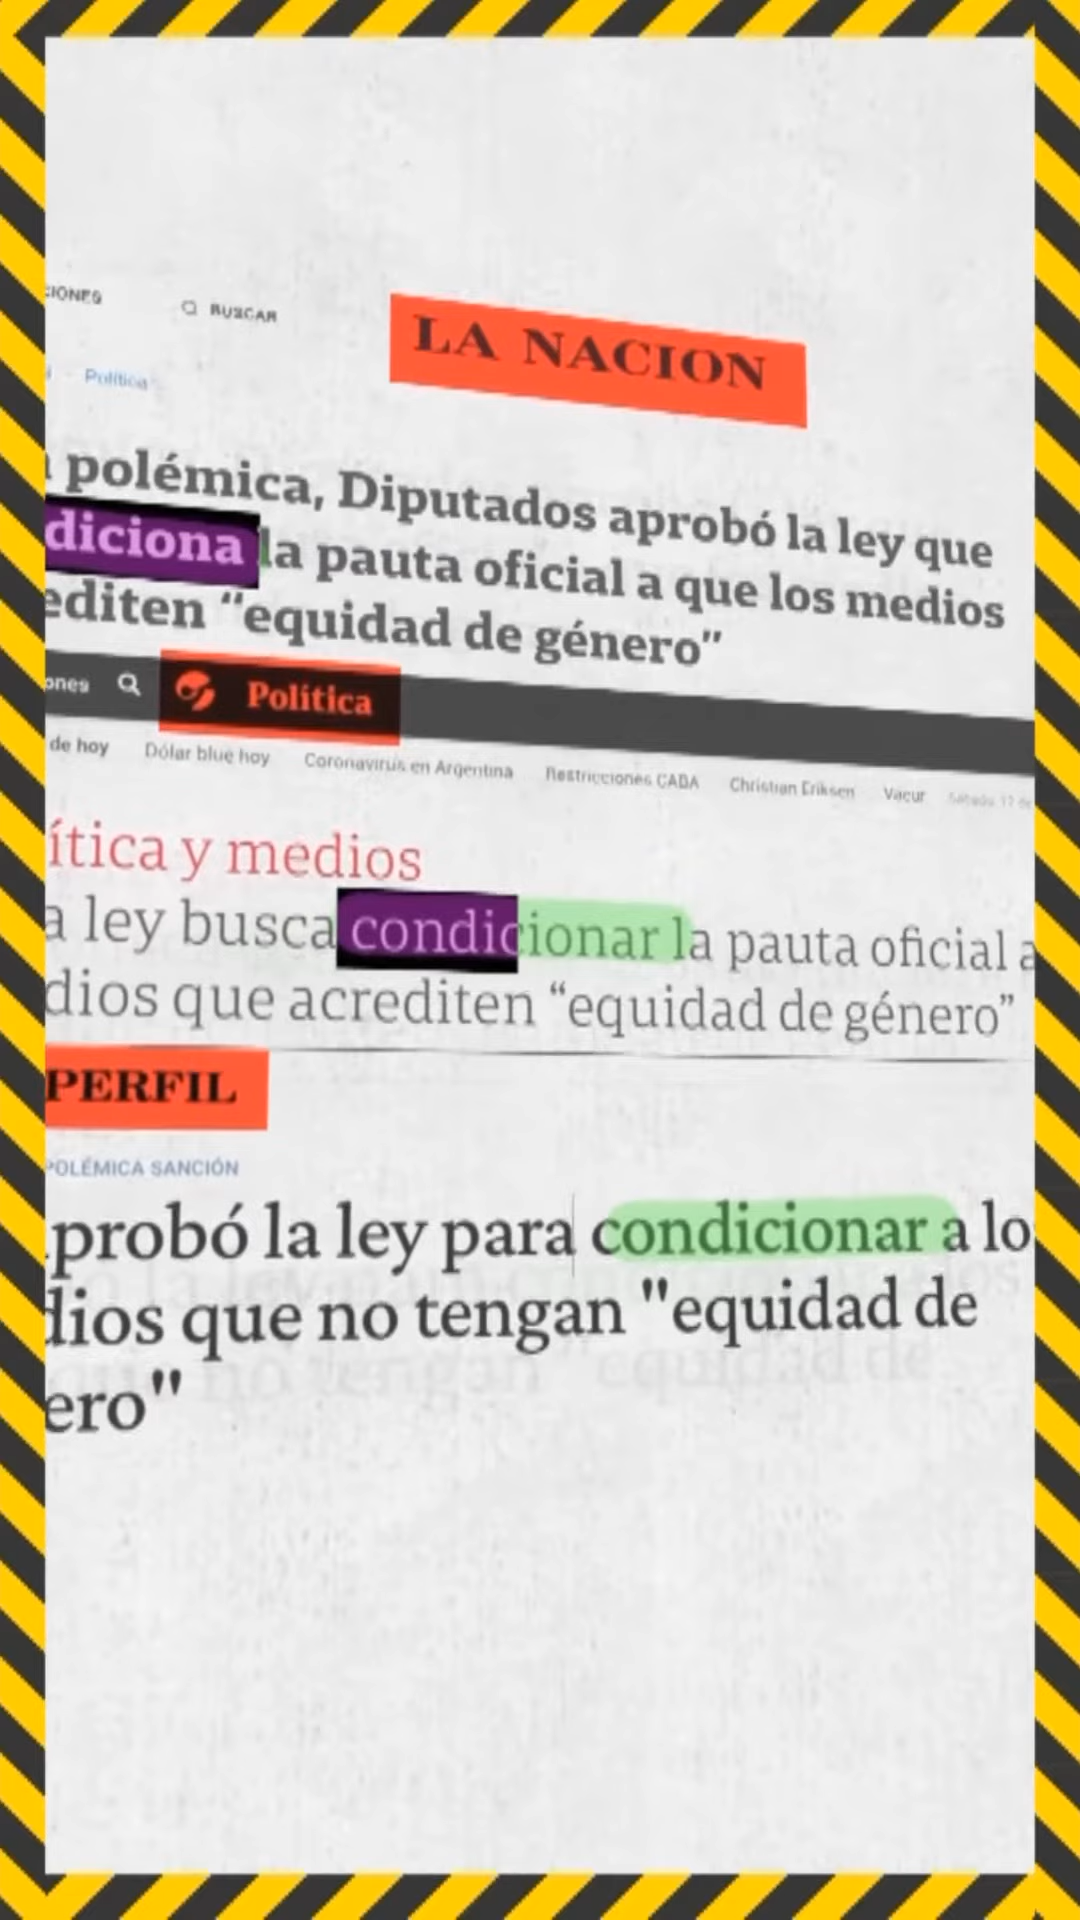 BUSCAR
LA NACION
Política
polémica, Diputados aprobó la ley que
diciona la pauta oficial a que los medios
editen “equidad de género”
Política
de hoy Dólar blue hoy Coronavirus en Argentina Restricciones CABA Christian Eriksen Vacur
ítica y medios
a ley busca condicionar la pauta oficial a
dios que acrediten “equidad de género”
PERFIL
POLÉMICA SANCIÓN
probó la ley para condicionar a lo
dios que no tengan "equidad de
ero"